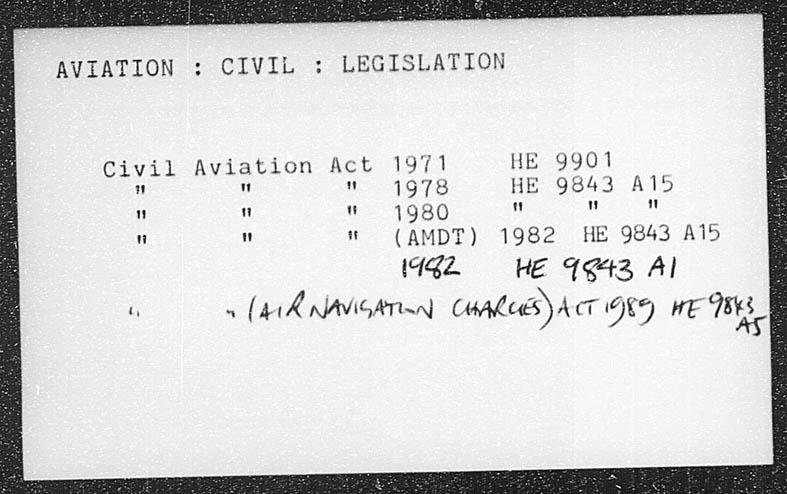 AVIATION : CIVIL : LEGISLATION
Civil Aviation Act 1971 HE 9901
" " " 1978 HE 9843 A15
" " " 1980 " " "
" " " (AMDT) 1982 HE 9843 A15
1982 HE 9843 A1
" " (AIR NAVIGATION CHARGES) ACT 1989 HE 9843
A5